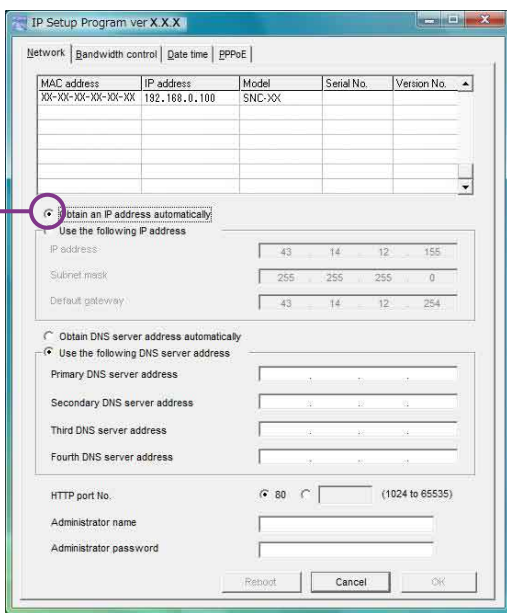 IP Setup Program ver X.X.X
Network Bandwidth control Date time PPPoE
MAC address IP address Model Serial No. Version No.
XX-XX-XX-XX-XX-XX 192.168.0.100 SNC-XX
Obtain an IP address automatically
Use the following IP address
IP address 43 14 12 155
Subnet mask 255 255 255 0
Default gateway 43 14 12 254
Obtain DNS server address automatically
Use the following DNS server address
Primary DNS server address . . .
Secondary DNS server address . . .
Third DNS server address . . .
Fourth DNS server address . . .
HTTP port No. 80 (1024 to 65535)
Administrator name
Administrator password
Reboot Cancel OK